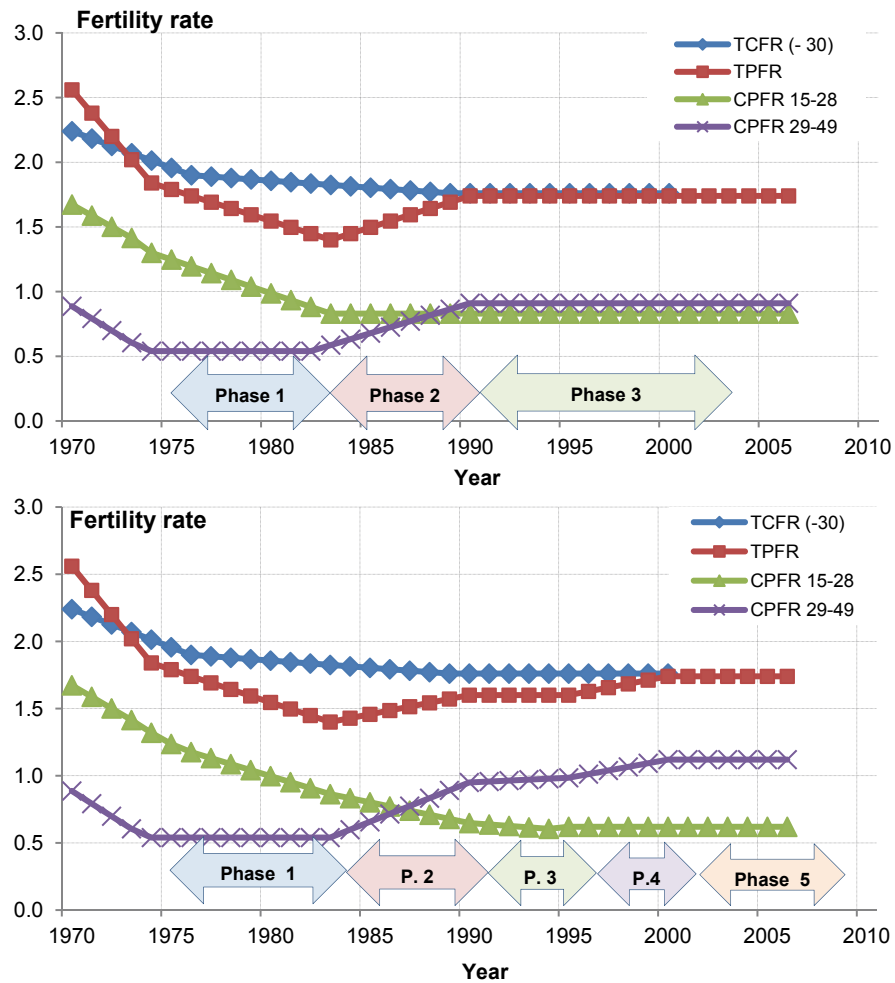 Fertility rate
3.0
2.5
2.0
1.5
1.0
0.5
0.0
TCFR (- 30)
TPFR
CPFR 15-28
CPFR 29-49
Phase 1
Phase 2
Phase 3
1970 1975 1980 1985 1990 1995 2000 2005 2010
Year
Fertility rate
3.0
2.5
2.0
1.5
1.0
0.5
0.0
TCFR (-30)
TPFR
CPFR 15-28
CPFR 29-49
Phase 1
P. 2
P. 3
P.4
Phase 5
1970 1975 1980 1985 1990 1995 2000 2005 2010
Year